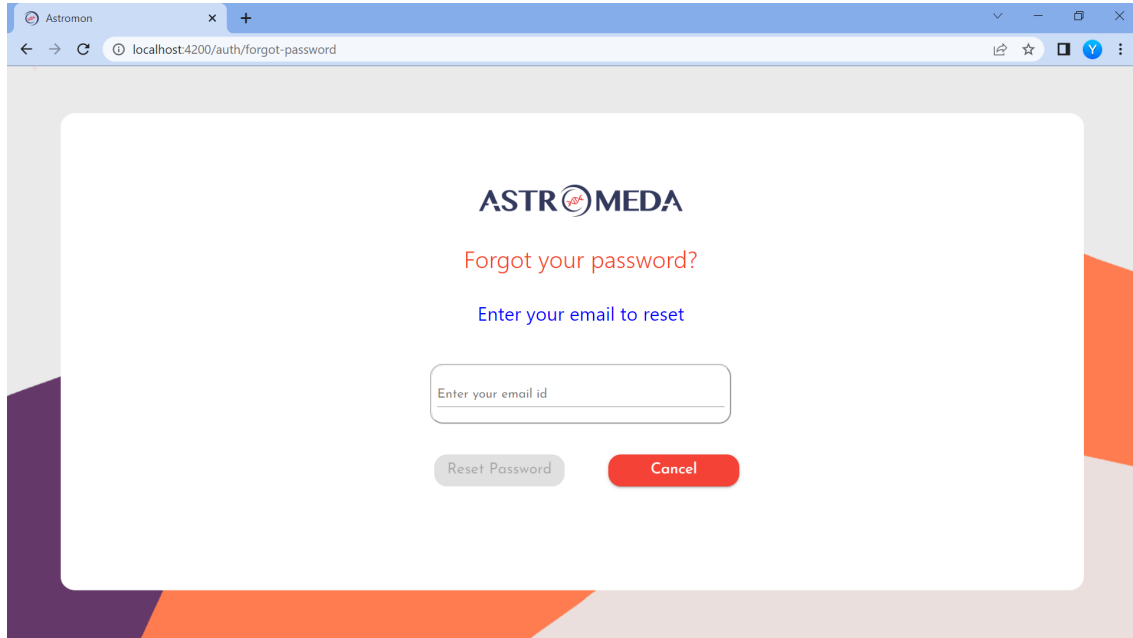 Astromon
localhost:4200/auth/forgot-password
Y
ASTROMEDA
Forgot your password?
Enter your email to reset
Enter your email id
Reset Password Cancel